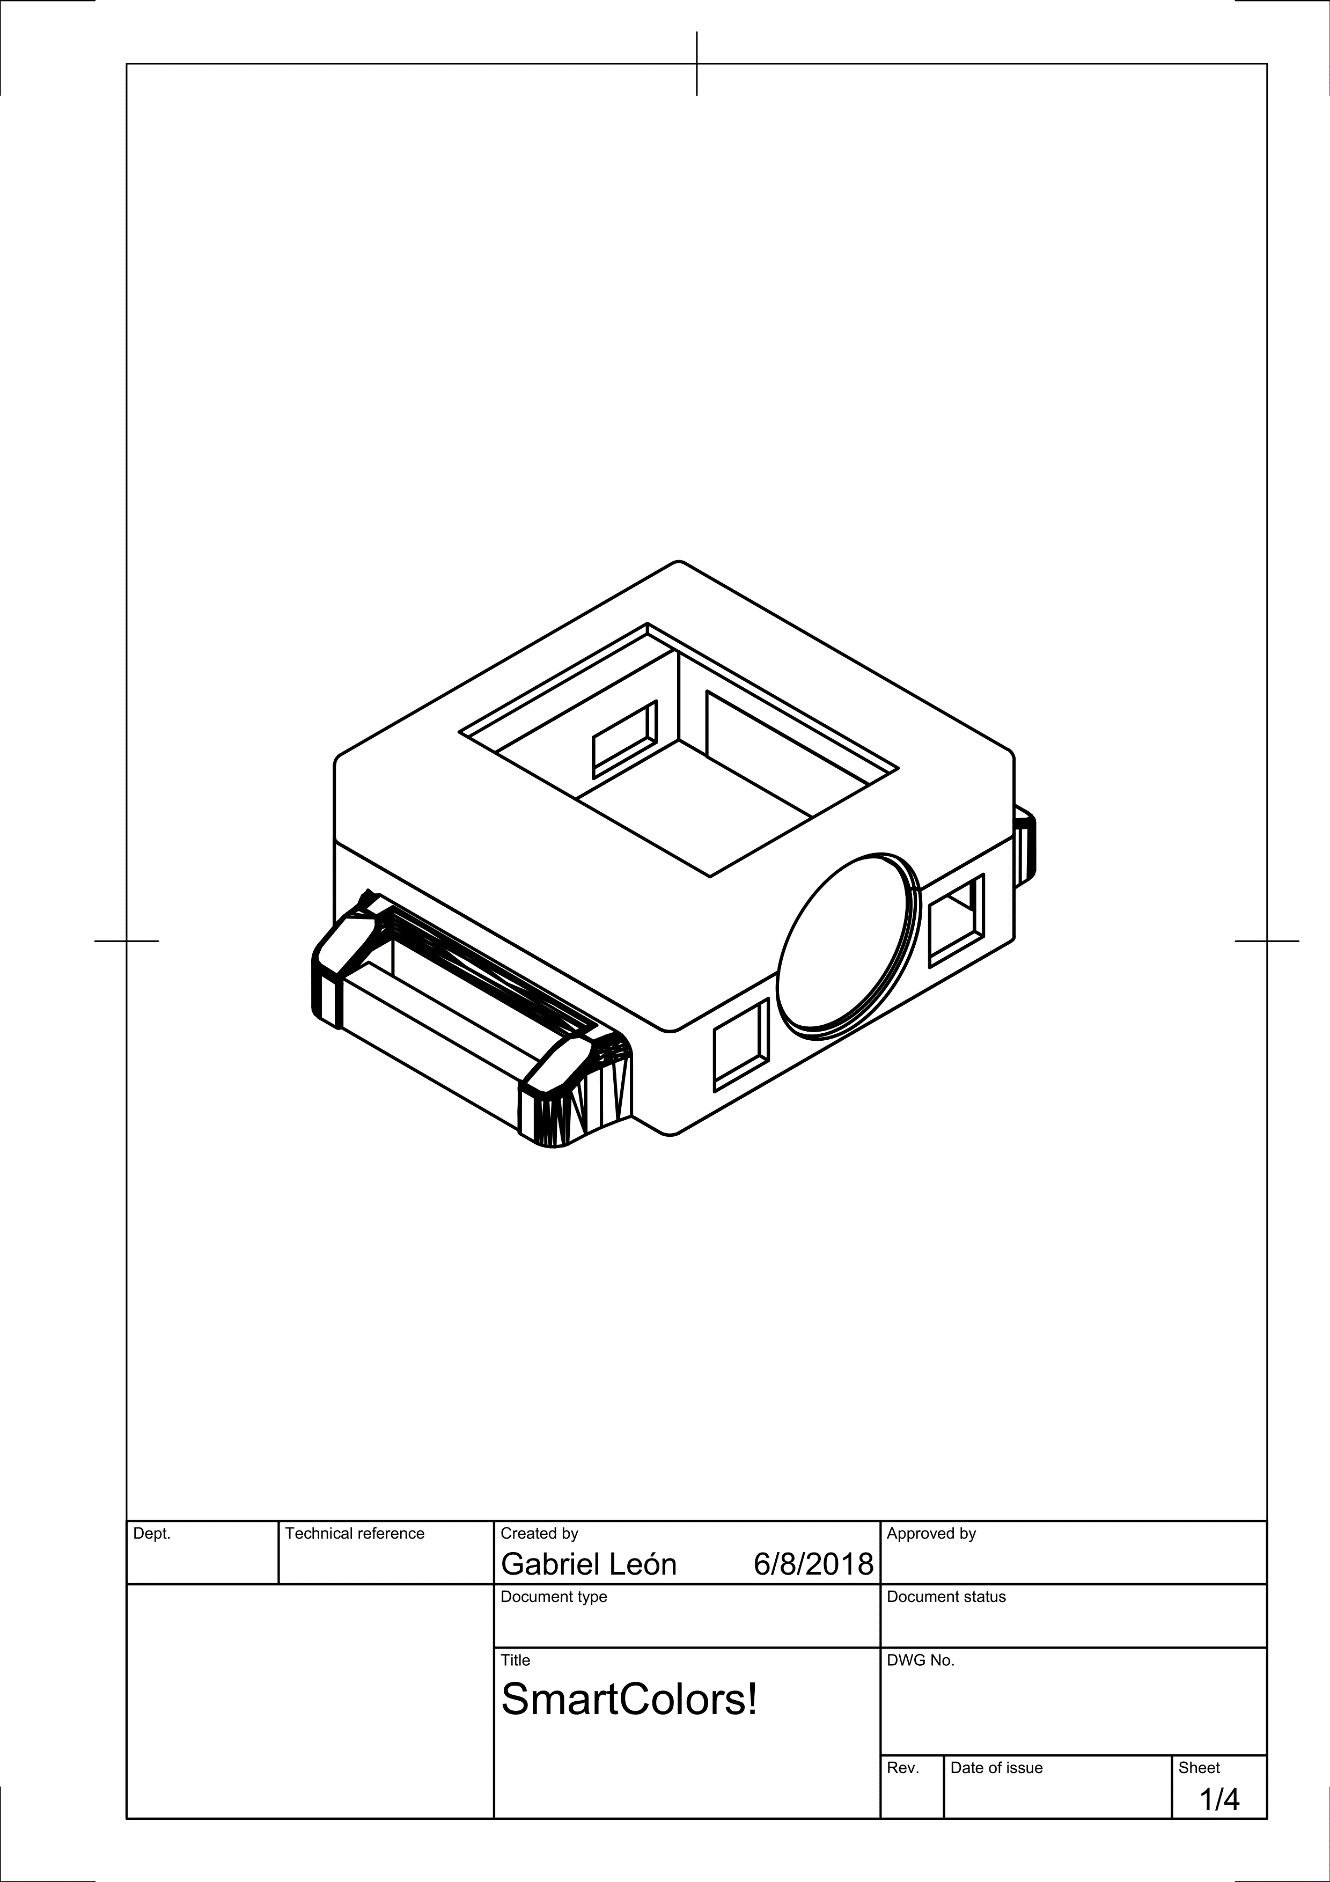 Dept.
Technical reference
Created by
Gabriel León 6/8/2018
Approved by
Document type
Document status
Title
SmartColors!
DWG No.
Rev.
Date of issue
Sheet
1/4